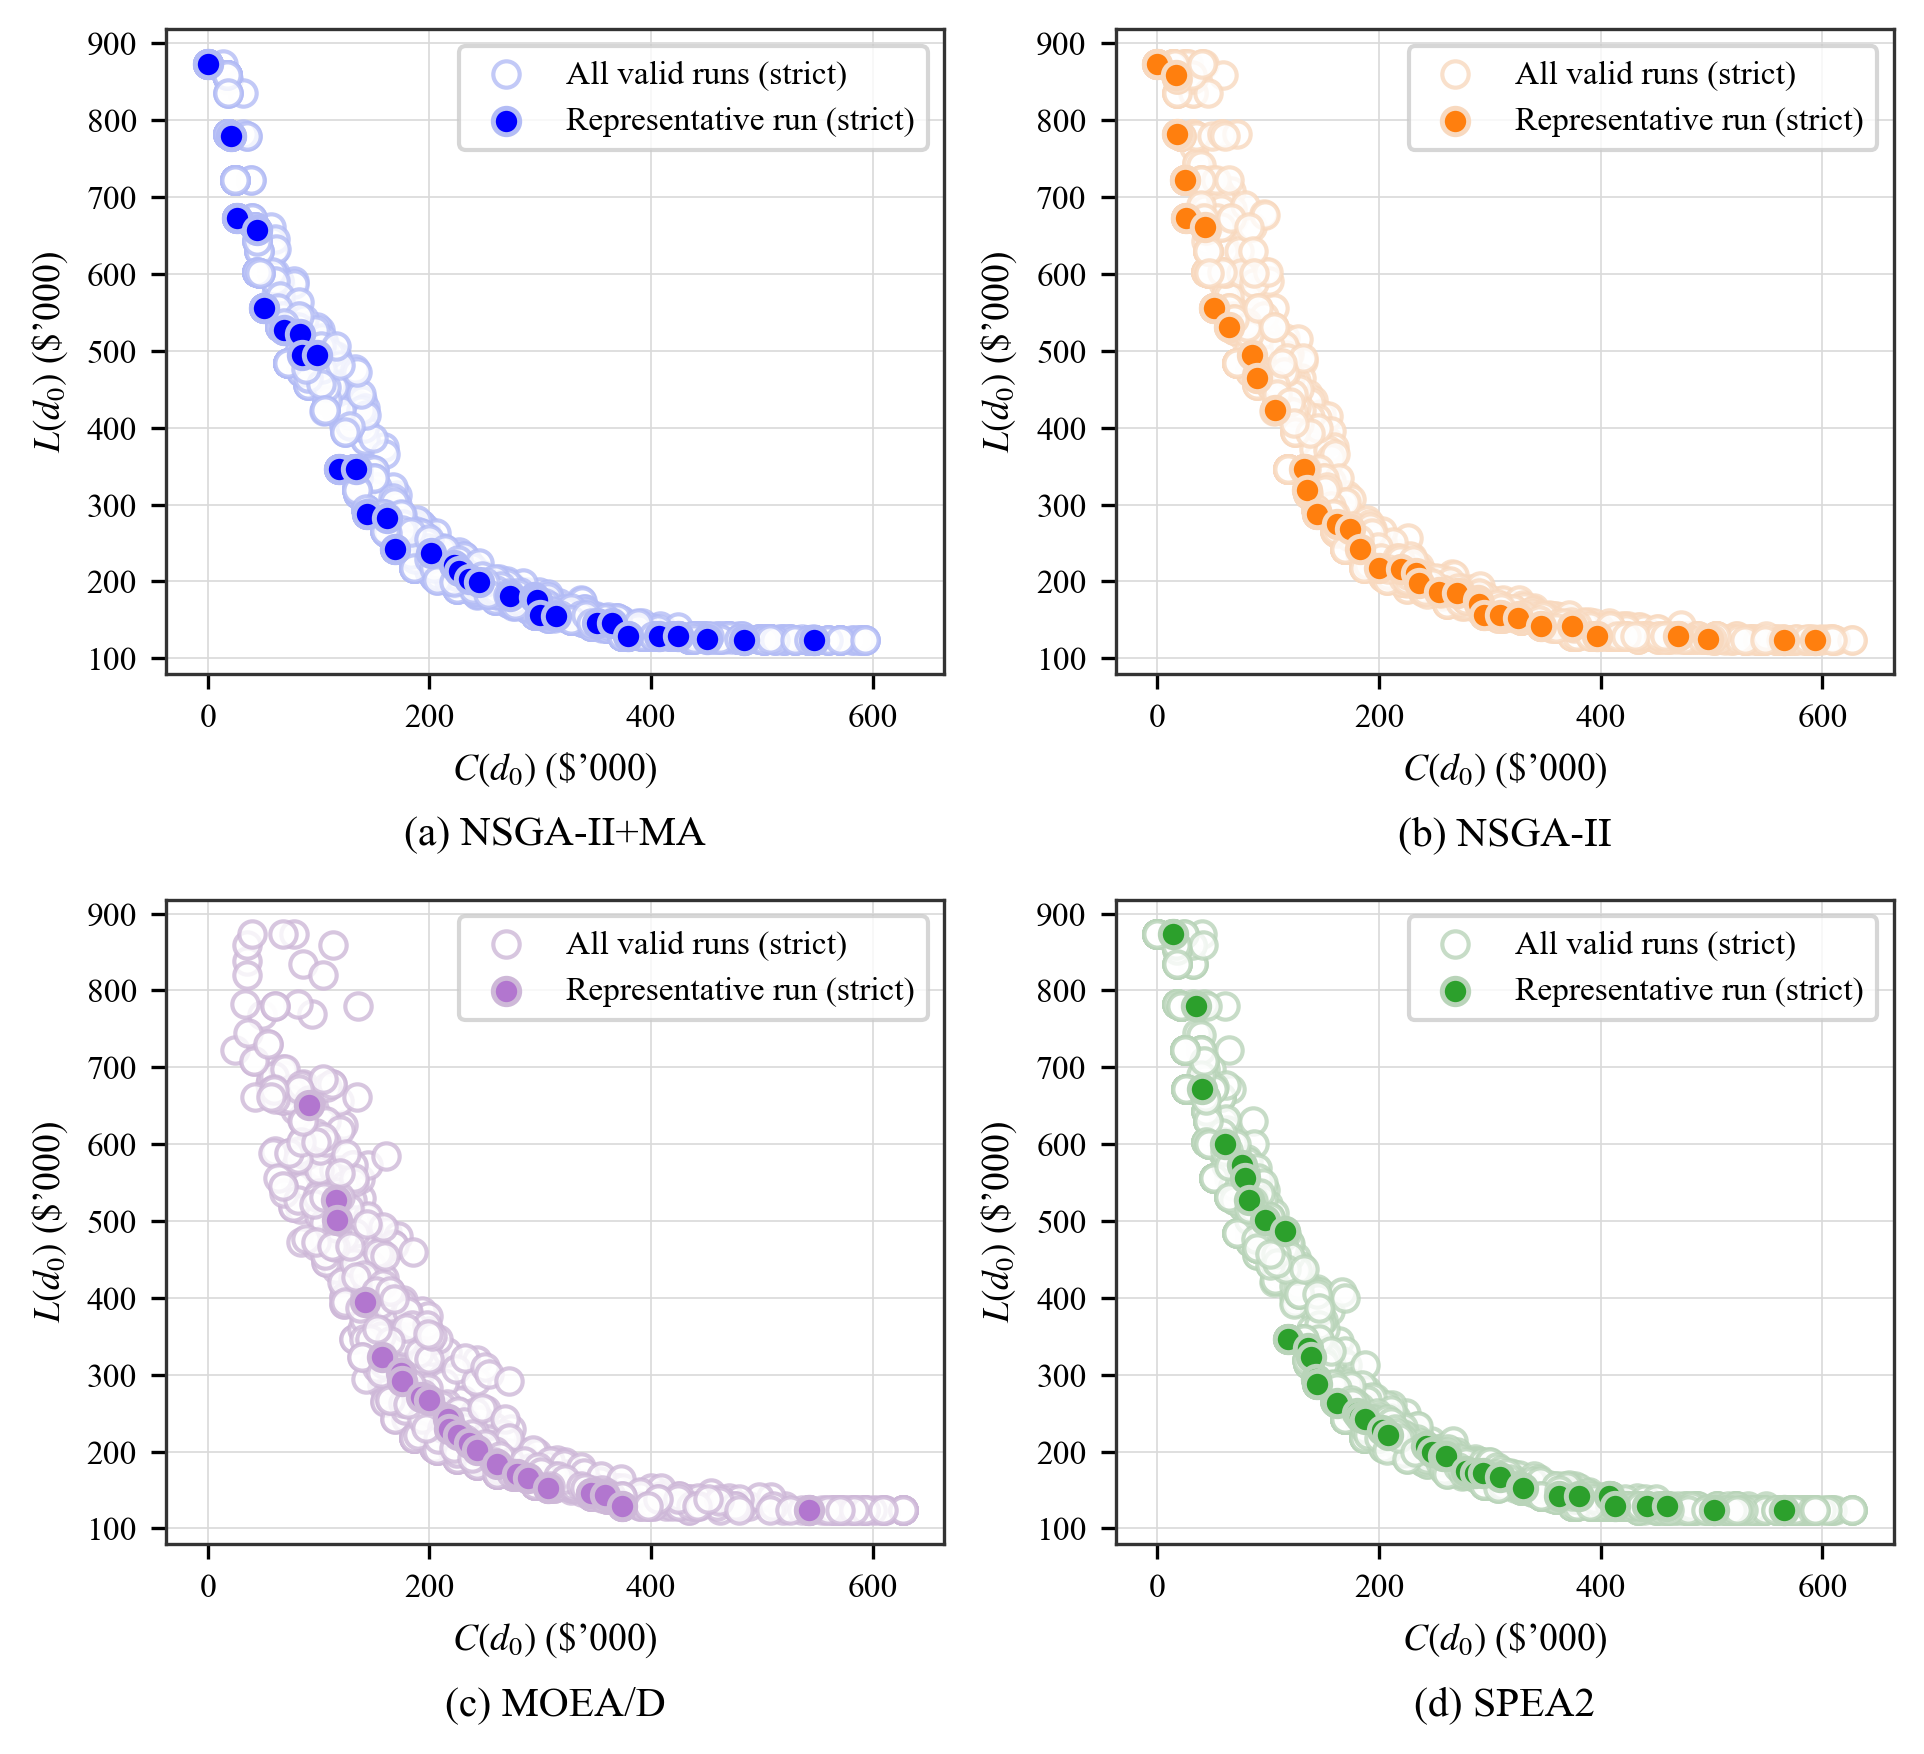 900
800
700
600
500
400
300
200
100
L(d₀) ($’000)
All valid runs (strict)
Representative run (strict)
0 200 400 600
C(d₀) ($’000)
(a) NSGA-II+MA
900
800
700
600
500
400
300
200
100
L(d₀) ($’000)
All valid runs (strict)
Representative run (strict)
0 200 400 600
C(d₀) ($’000)
(b) NSGA-II
900
800
700
600
500
400
300
200
100
L(d₀) ($’000)
All valid runs (strict)
Representative run (strict)
0 200 400 600
C(d₀) ($’000)
(c) MOEA/D
900
800
700
600
500
400
300
200
100
L(d₀) ($’000)
All valid runs (strict)
Representative run (strict)
0 200 400 600
C(d₀) ($’000)
(d) SPEA2